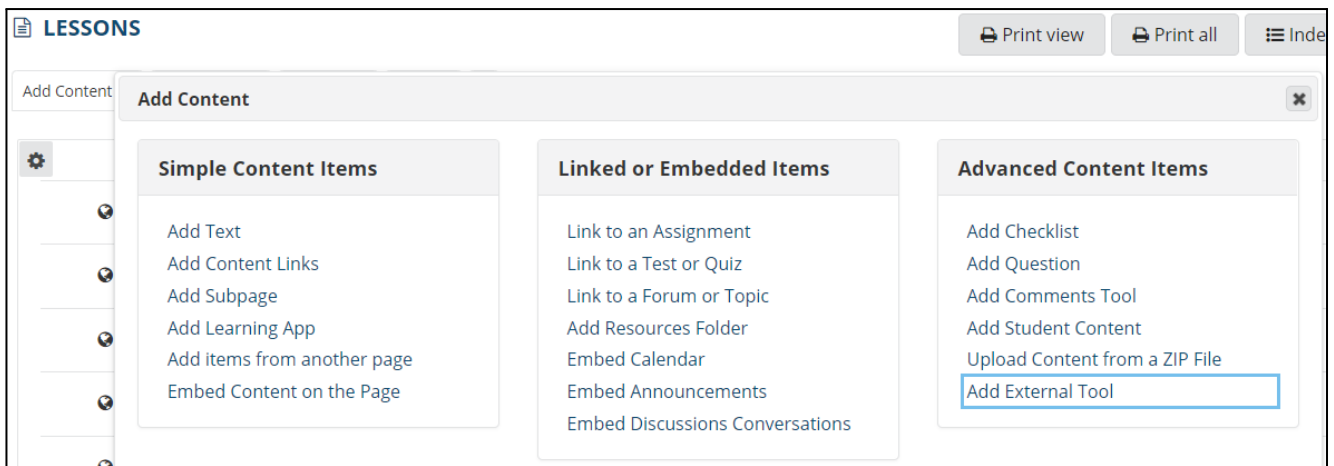 LESSONS
Print view
Print all
Inde
Add Content
Add Content
Simple Content Items
Add Text
Add Content Links
Add Subpage
Add Learning App
Add items from another page
Embed Content on the Page
Linked or Embedded Items
Link to an Assignment
Link to a Test or Quiz
Link to a Forum or Topic
Add Resources Folder
Embed Calendar
Embed Announcements
Embed Discussions Conversations
Advanced Content Items
Add Checklist
Add Question
Add Comments Tool
Add Student Content
Upload Content from a ZIP File
Add External Tool